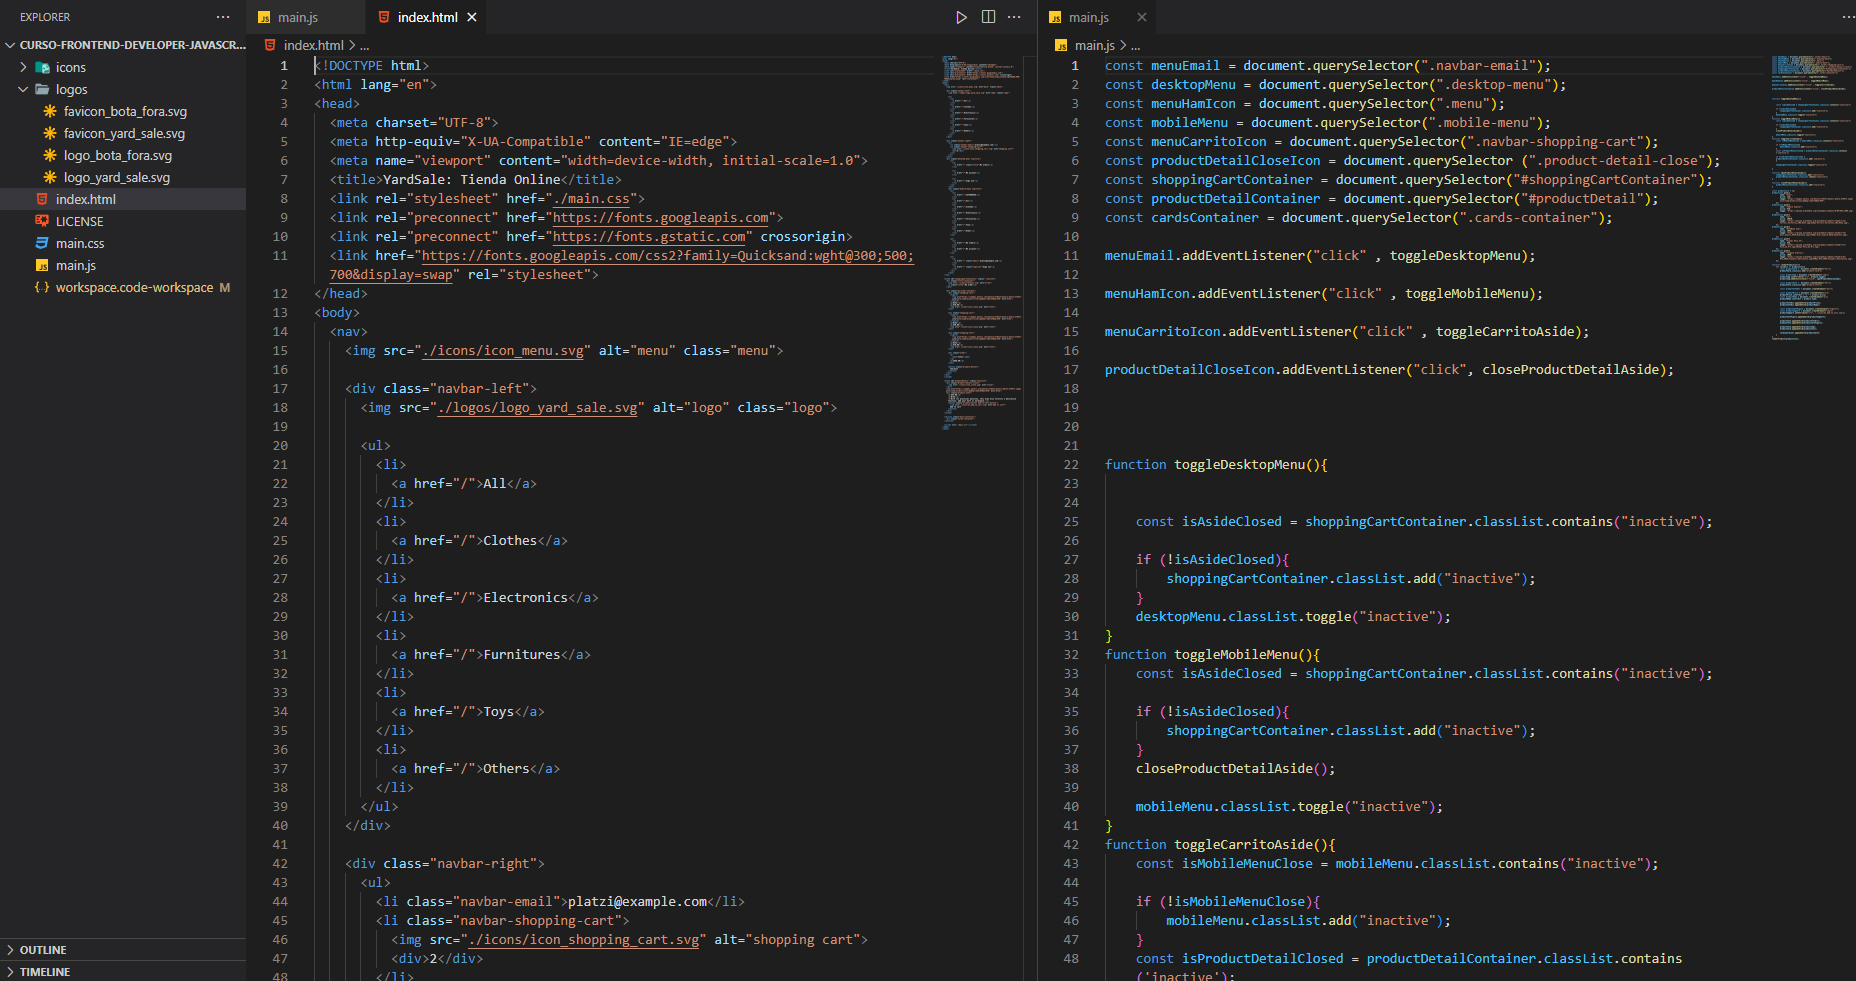 EXPLORER
CURSO-FRONTEND-DEVELOPER-JAVASCR...
icons
logos
favicon_bota_fora.svg
favicon_yard_sale.svg
logo_bota_fora.svg
logo_yard_sale.svg
index.html
LICENSE
main.css
main.js
workspace.code-workspace M
OUTLINE
TIMELINE
main.js
index.html
index.html > ...
1 <!DOCTYPE html>
2 <html lang="en">
3 <head>
4 <meta charset="UTF-8">
5 <meta http-equiv="X-UA-Compatible" content="IE=edge">
6 <meta name="viewport" content="width=device-width, initial-scale=1.0">
7 <title>YardSale: Tienda Online</title>
8 <link rel="stylesheet" href="./main.css">
9 <link rel="preconnect" href="https://fonts.googleapis.com">
10 <link rel="preconnect" href="https://fonts.gstatic.com" crossorigin>
11 <link href="https://fonts.googleapis.com/css2?family=Quicksand:wght@300;500;
700&display=swap" rel="stylesheet">
12 </head>
13 <body>
14 <nav>
15 <img src="./icons/icon_menu.svg" alt="menu" class="menu">
16
17 <div class="navbar-left">
18 <img src="./logos/logo_yard_sale.svg" alt="logo" class="logo">
19
20 <ul>
21 <li>
22 <a href="/">All</a>
23 </li>
24 <li>
25 <a href="/">Clothes</a>
26 </li>
27 <li>
28 <a href="/">Electronics</a>
29 </li>
30 <li>
31 <a href="/">Furnitures</a>
32 </li>
33 <li>
34 <a href="/">Toys</a>
35 </li>
36 <li>
37 <a href="/">Others</a>
38 </li>
39 </ul>
40 </div>
41
42 <div class="navbar-right">
43 <ul>
44 <li class="navbar-email">platzi@example.com</li>
45 <li class="navbar-shopping-cart">
46 <img src="./icons/icon_shopping_cart.svg" alt="shopping cart">
47 <div>2</div>
48 </li>
main.js
main.js > ...
1 const menuEmail = document.querySelector(".navbar-email");
2 const desktopMenu = document.querySelector(".desktop-menu");
3 const menuHamIcon = document.querySelector(".menu");
4 const mobileMenu = document.querySelector(".mobile-menu");
5 const menuCarritoIcon = document.querySelector(".navbar-shopping-cart");
6 const productDetailCloseIcon = document.querySelector (".product-detail-close");
7 const shoppingCartContainer = document.querySelector("#shoppingCartContainer");
8 const productDetailContainer = document.querySelector("#productDetail");
9 const cardsContainer = document.querySelector(".cards-container");
10
11 menuEmail.addEventListener("click" , toggleDesktopMenu);
12
13 menuHamIcon.addEventListener("click" , toggleMobileMenu);
14
15 menuCarritoIcon.addEventListener("click" , toggleCarritoAside);
16
17 productDetailCloseIcon.addEventListener("click", closeProductDetailAside);
18
19
20
21
22 function toggleDesktopMenu(){
23
24
25 const isAsideClosed = shoppingCartContainer.classList.contains("inactive");
26
27 if (!isAsideClosed){
28 shoppingCartContainer.classList.add("inactive");
29 }
30 desktopMenu.classList.toggle("inactive");
31 }
32 function toggleMobileMenu(){
33 const isAsideClosed = shoppingCartContainer.classList.contains("inactive");
34
35 if (!isAsideClosed){
36 shoppingCartContainer.classList.add("inactive");
37 }
38 closeProductDetailAside();
39
40 mobileMenu.classList.toggle("inactive");
41 }
42 function toggleCarritoAside(){
43 const isMobileMenuClose = mobileMenu.classList.contains("inactive");
44
45 if (!isMobileMenuClose){
46 mobileMenu.classList.add("inactive");
47 }
48 const isProductDetailClosed = productDetailContainer.classList.contains
('inactive');